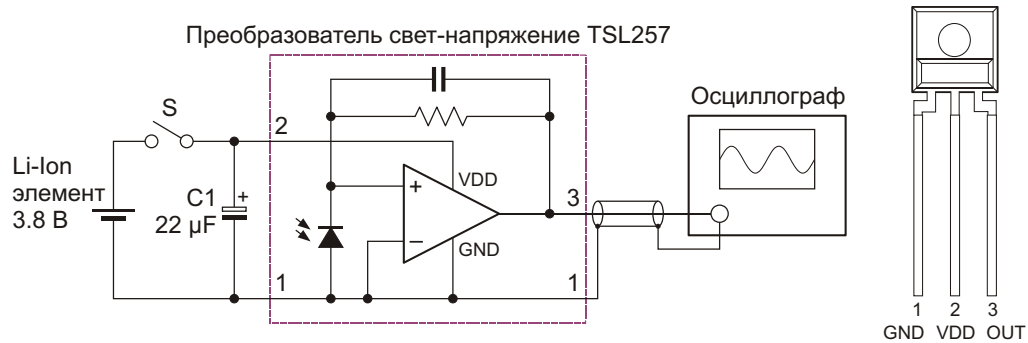 Преобразователь свет-напряжение TSL257
Осциллограф
S
2
Li-Ion
элемент
3.8 В
C1
+
22 µF
+
VDD
–
GND
3
1
1
1 2 3
GND VDD OUT